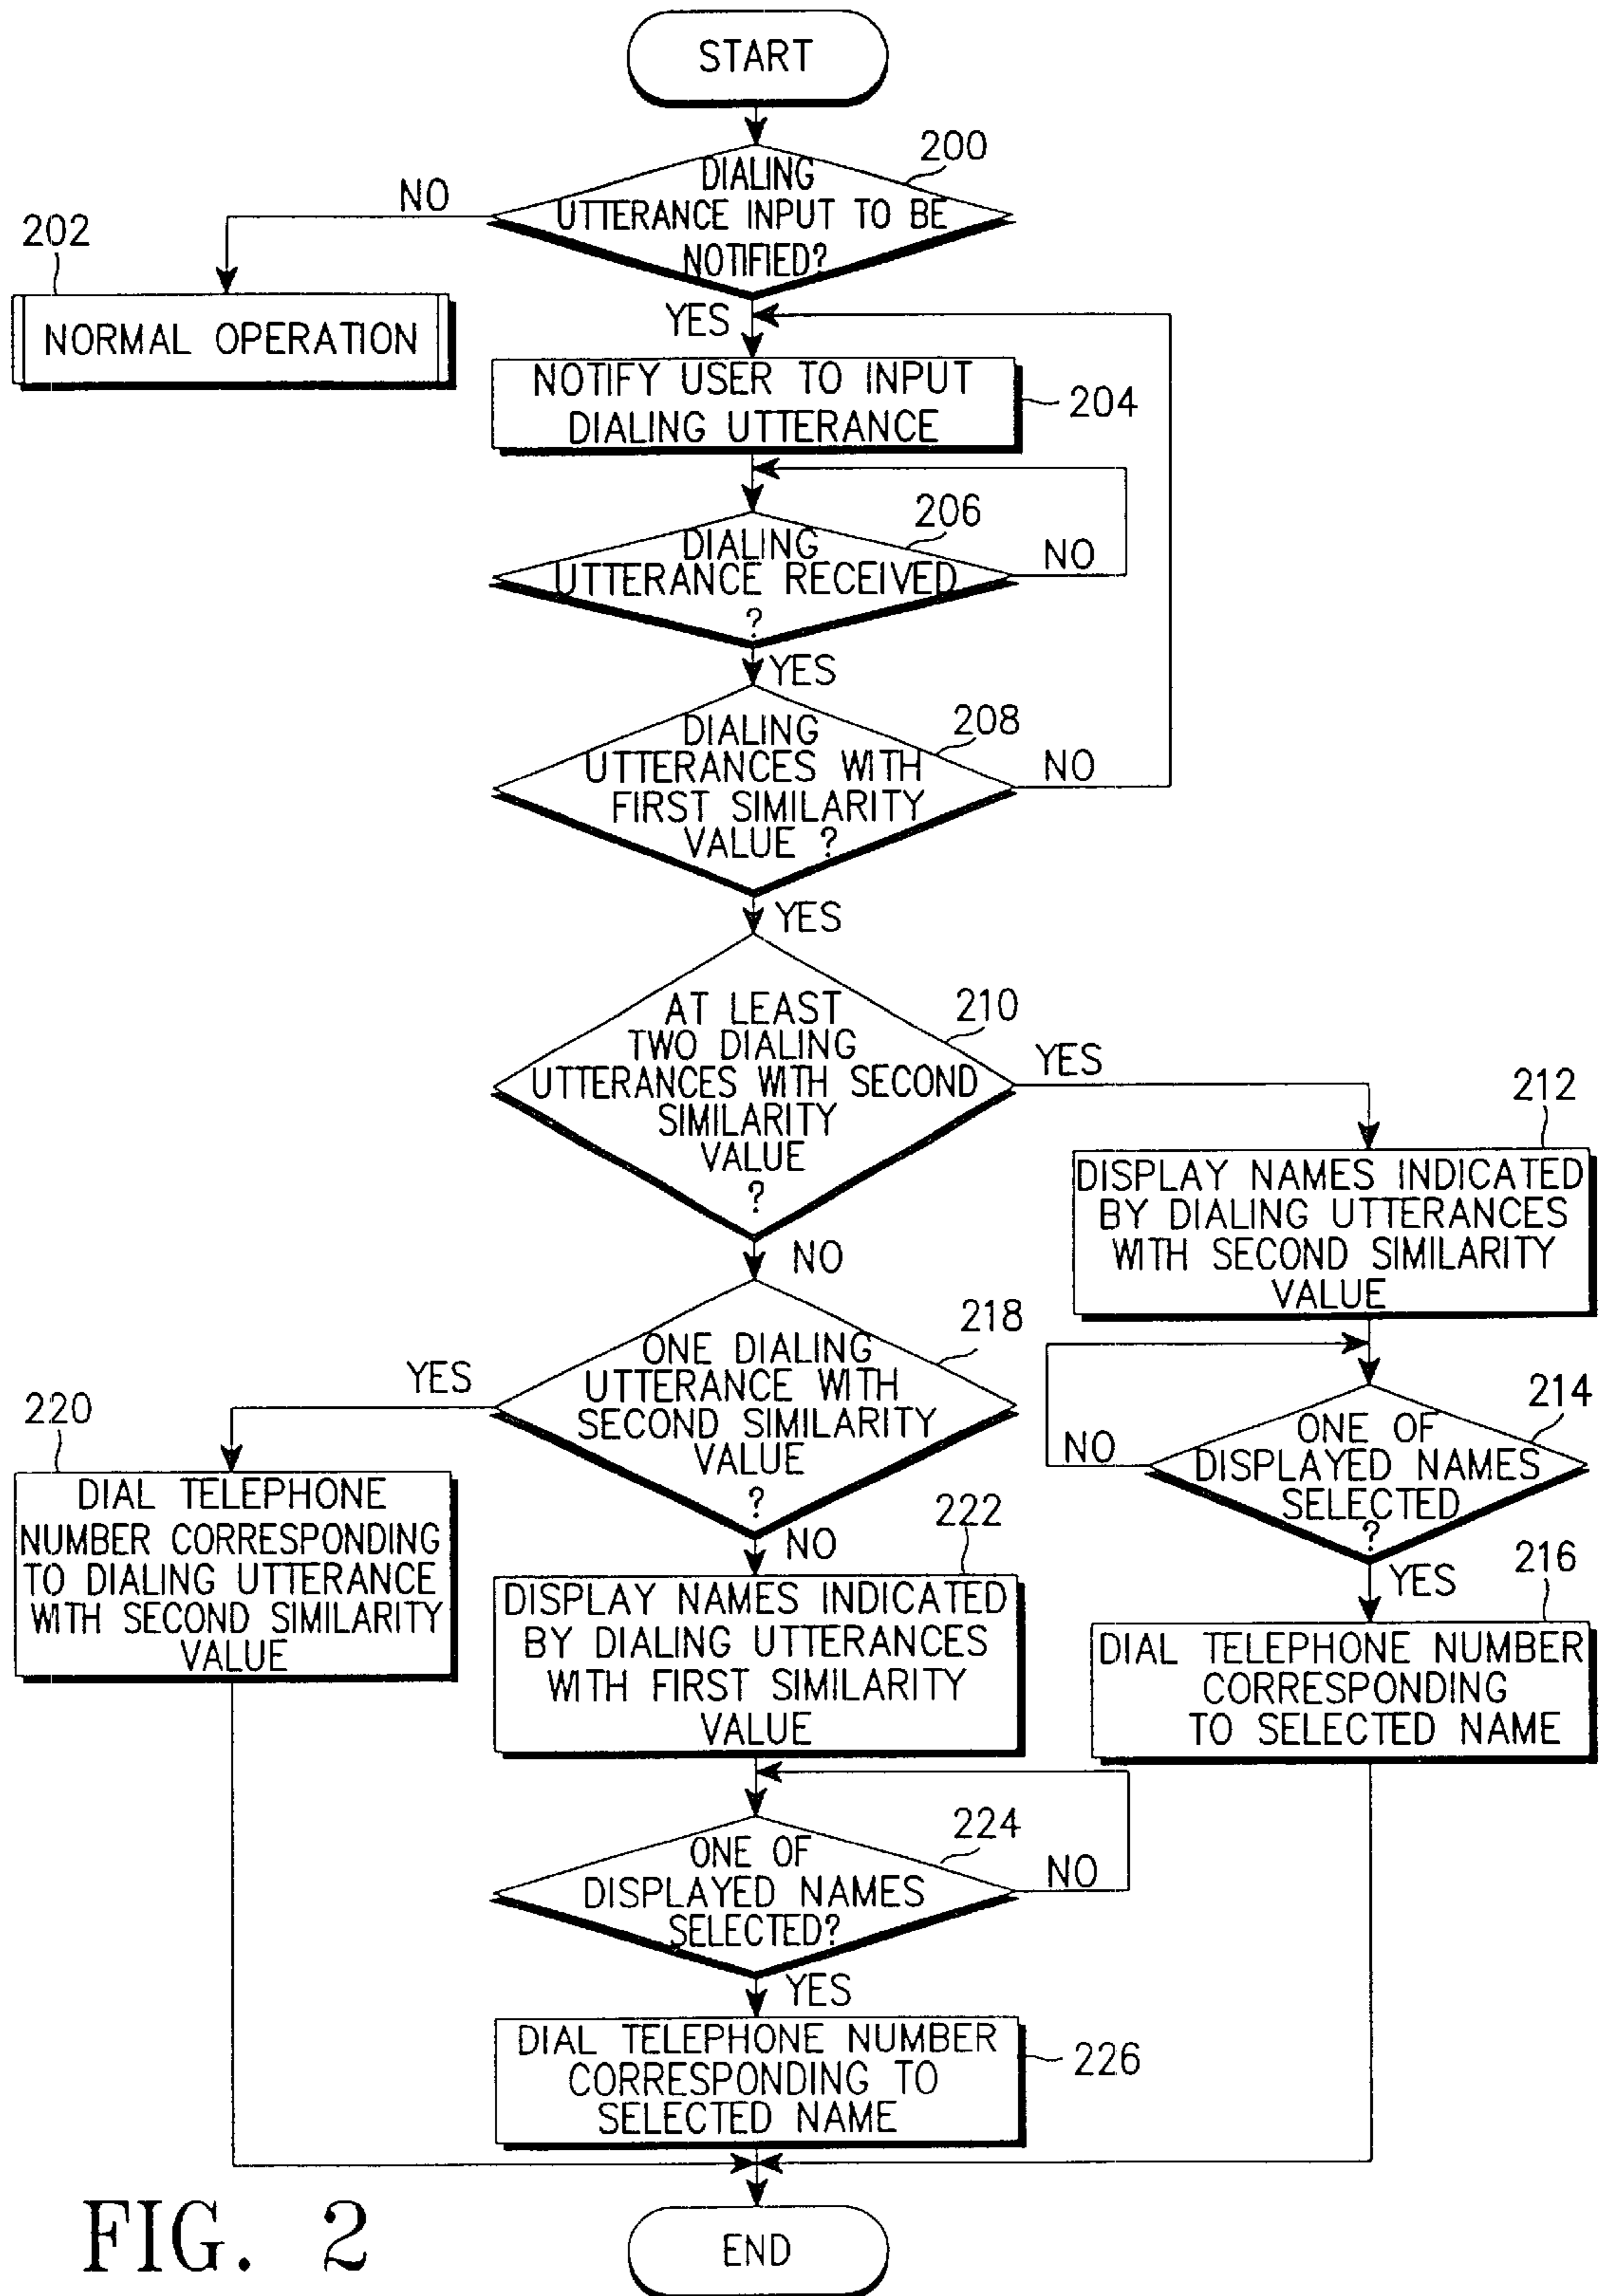 START
200
DIALING
UTTERANCE INPUT TO BE
NOTIFIED?
NO
202
NORMAL OPERATION
YES
NOTIFY USER TO INPUT
DIALING UTTERANCE
204
206
DIALING
UTTERANCE RECEIVED
?
NO
YES
208
DIALING
UTTERANCES WITH
FIRST SIMILARITY
VALUE ?
NO
YES
210
AT LEAST
TWO DIALING
UTTERANCES WITH SECOND
SIMILARITY
VALUE
?
YES
212
DISPLAY NAMES INDICATED
BY DIALING UTTERANCES
WITH SECOND SIMILARITY
VALUE
NO
218
ONE DIALING
UTTERANCE WITH
SECOND SIMILARITY
VALUE
?
YES
214
ONE OF
DISPLAYED NAMES
SELECTED
?
NO
220
DIAL TELEPHONE
NUMBER CORRESPONDING
TO DIALING UTTERANCE
WITH SECOND SIMILARITY
VALUE
NO
222
DISPLAY NAMES INDICATED
BY DIALING UTTERANCES
WITH FIRST SIMILARITY
VALUE
YES
216
DIAL TELEPHONE NUMBER
CORRESPONDING
TO SELECTED NAME
224
ONE OF
DISPLAYED NAMES
SELECTED?
NO
YES
DIAL TELEPHONE NUMBER
CORRESPONDING TO
SELECTED NAME
226
END
FIG. 2